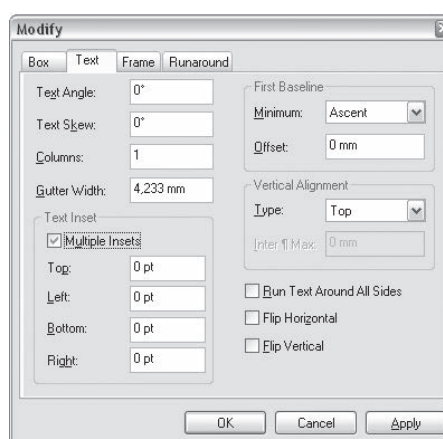 Modify
Box Text Frame Runaround
Text Angle: 0°
Text Skew: 0°
Columns: 1
Gutter Width: 4,233 mm
Text Inset
Multiple Insets
Top: 0 pt
Left: 0 pt
Bottom: 0 pt
Right: 0 pt
First Baseline
Minimum: Ascent
Offset: 0 mm
Vertical Alignment
Type: Top
Inter ¶ Max: 0 mm
Run Text Around All Sides
Flip Horizontal
Flip Vertical
OK Cancel Apply